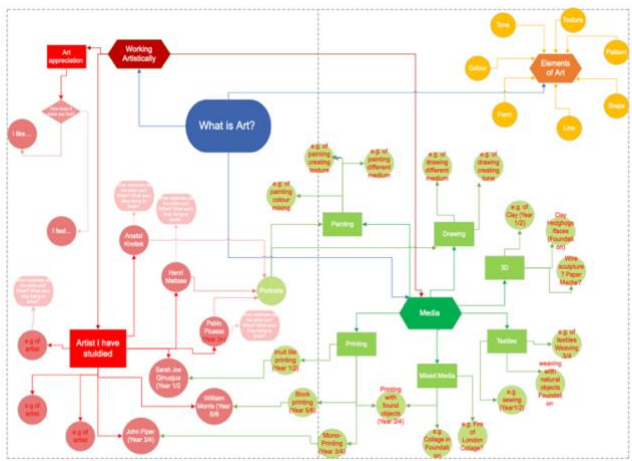 Art
appreciation
I like ...
I feel...
Working
Artistically
What is Art?
Tone
Texture
Pattern
Shape
Line
Form
Colour
Elements
of Art
e.g. of
painting
creating
texture
e.g. of
painting
different
medium
e.g. of
painting
colour
mixing
Painting
e.g. of
drawing
different
medium
e.g. of
drawing
creating
tone
Drawing
e.g. of
Clay (Year
1/2)
Clay
Hedgehogs
/faces
(Foundati
on)
Wire
sculpture
? Paper
Mache?
3D
Anatol
Knotek
Henri
Matisse
Pablo
Picasso
Portraits
Media
Artist I have
stuidied
e.g of
artist
e.g of
artist
e.g of
artist
Sarah Joe
Year 1/2
William
Morris (Year
5/6
John Piper
(Year 3/4)
Printing
fruit tile
printing
(Year 1/2)
Block
printing
(Year 5/6)
Mono-
Printing
(Year 3/4)
Printing
with
found
objects
(Year 3/4)
Mixed Media
e.g
Collage in
Foundati
on
e.g. Fire
of
London
Collage?
Textiles
e.g. of
textiles
Weaving
3/4
weaving
with
natural
objects
Foundati
on
e.g.
sewing
(Year1/2)